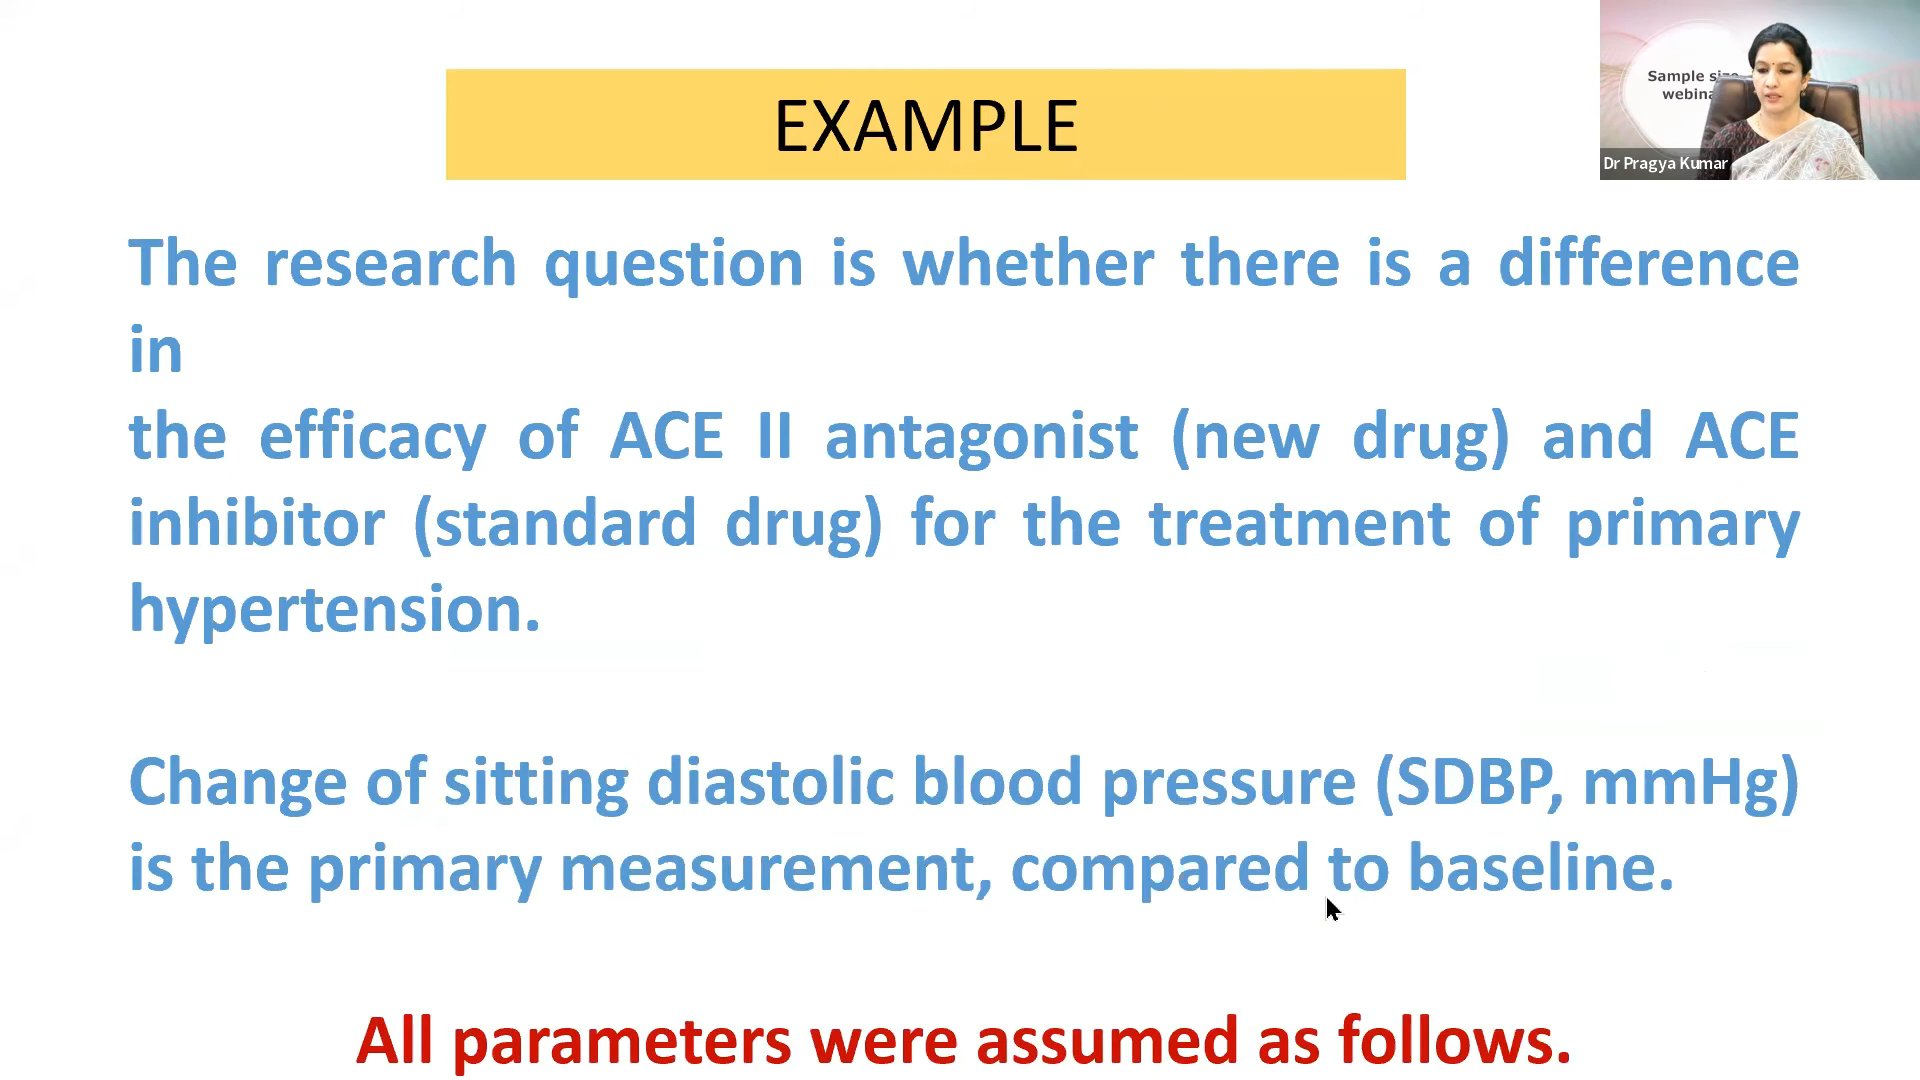 EXAMPLE
Sample size
webina
Dr Pragya Kumar
The research question is whether there is a difference
in
the efficacy of ACE II antagonist (new drug) and ACE
inhibitor (standard drug) for the treatment of primary
hypertension.
Change of sitting diastolic blood pressure (SDBP, mmHg)
is the primary measurement, compared to baseline.
All parameters were assumed as follows.